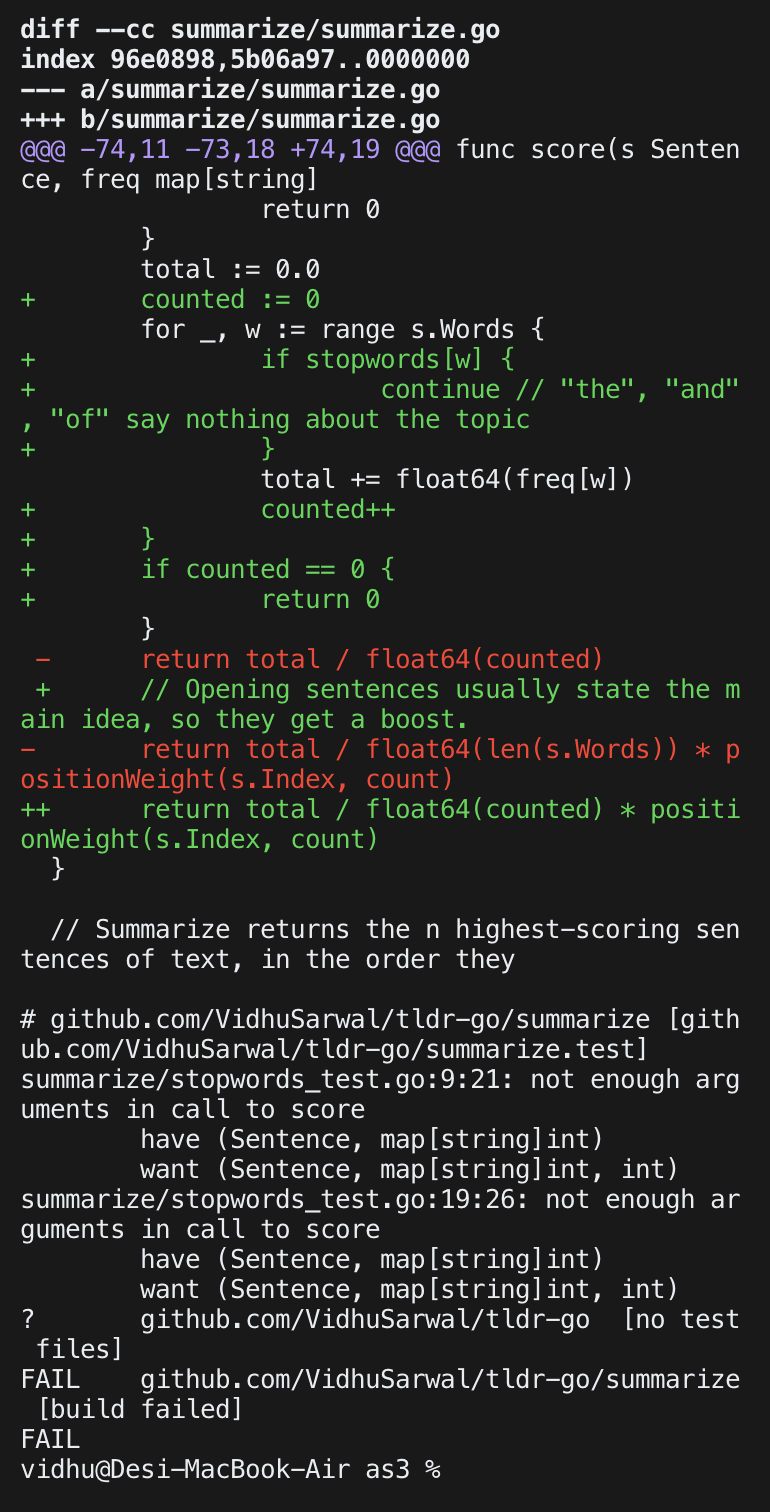 diff --cc summarize/summarize.go
index 96e0898,5b06a97..0000000
--- a/summarize/summarize.go
+++ b/summarize/summarize.go
@@@ -74,11 -73,18 +74,19 @@@ func score(s Senten
ce, freq map[string]
                return 0
        }
        total := 0.0
+       counted := 0
        for _, w := range s.Words {
+               if stopwords[w] {
+                       continue // "the", "and"
, "of" say nothing about the topic
+               }
                total += float64(freq[w])
+               counted++
+       }
+       if counted == 0 {
+               return 0
        }
 -      return total / float64(counted)
 +      // Opening sentences usually state the m
ain idea, so they get a boost.
-       return total / float64(len(s.Words)) * p
ositionWeight(s.Index, count)
++      return total / float64(counted) * positi
onWeight(s.Index, count)
  }

  // Summarize returns the n highest-scoring sen
tences of text, in the order they

# github.com/VidhuSarwal/tldr-go/summarize [gith
ub.com/VidhuSarwal/tldr-go/summarize.test]
summarize/stopwords_test.go:9:21: not enough arg
uments in call to score
        have (Sentence, map[string]int)
        want (Sentence, map[string]int, int)
summarize/stopwords_test.go:19:26: not enough ar
guments in call to score
        have (Sentence, map[string]int)
        want (Sentence, map[string]int, int)
?       github.com/VidhuSarwal/tldr-go  [no test
 files]
FAIL    github.com/VidhuSarwal/tldr-go/summarize
 [build failed]
FAIL
vidhu@Desi-MacBook-Air as3 %